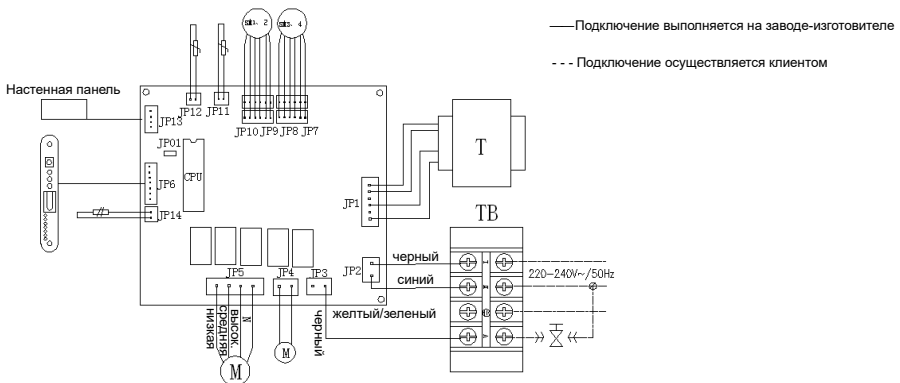 — Подключение выполняется на заводе-изготовителе
--- Подключение осуществляется клиентом
Настенная панель
JP12 JP11
JP10 JP9 JP8 JP7
JP13
JP01
CPU
JP6
JP14
JP1
T
TB
JP2
черный
синий
220-240V~/50Hz
JP5 JP4 JP3
желтый/зеленый
низкая
средняя
высок.
N
черный
M
M